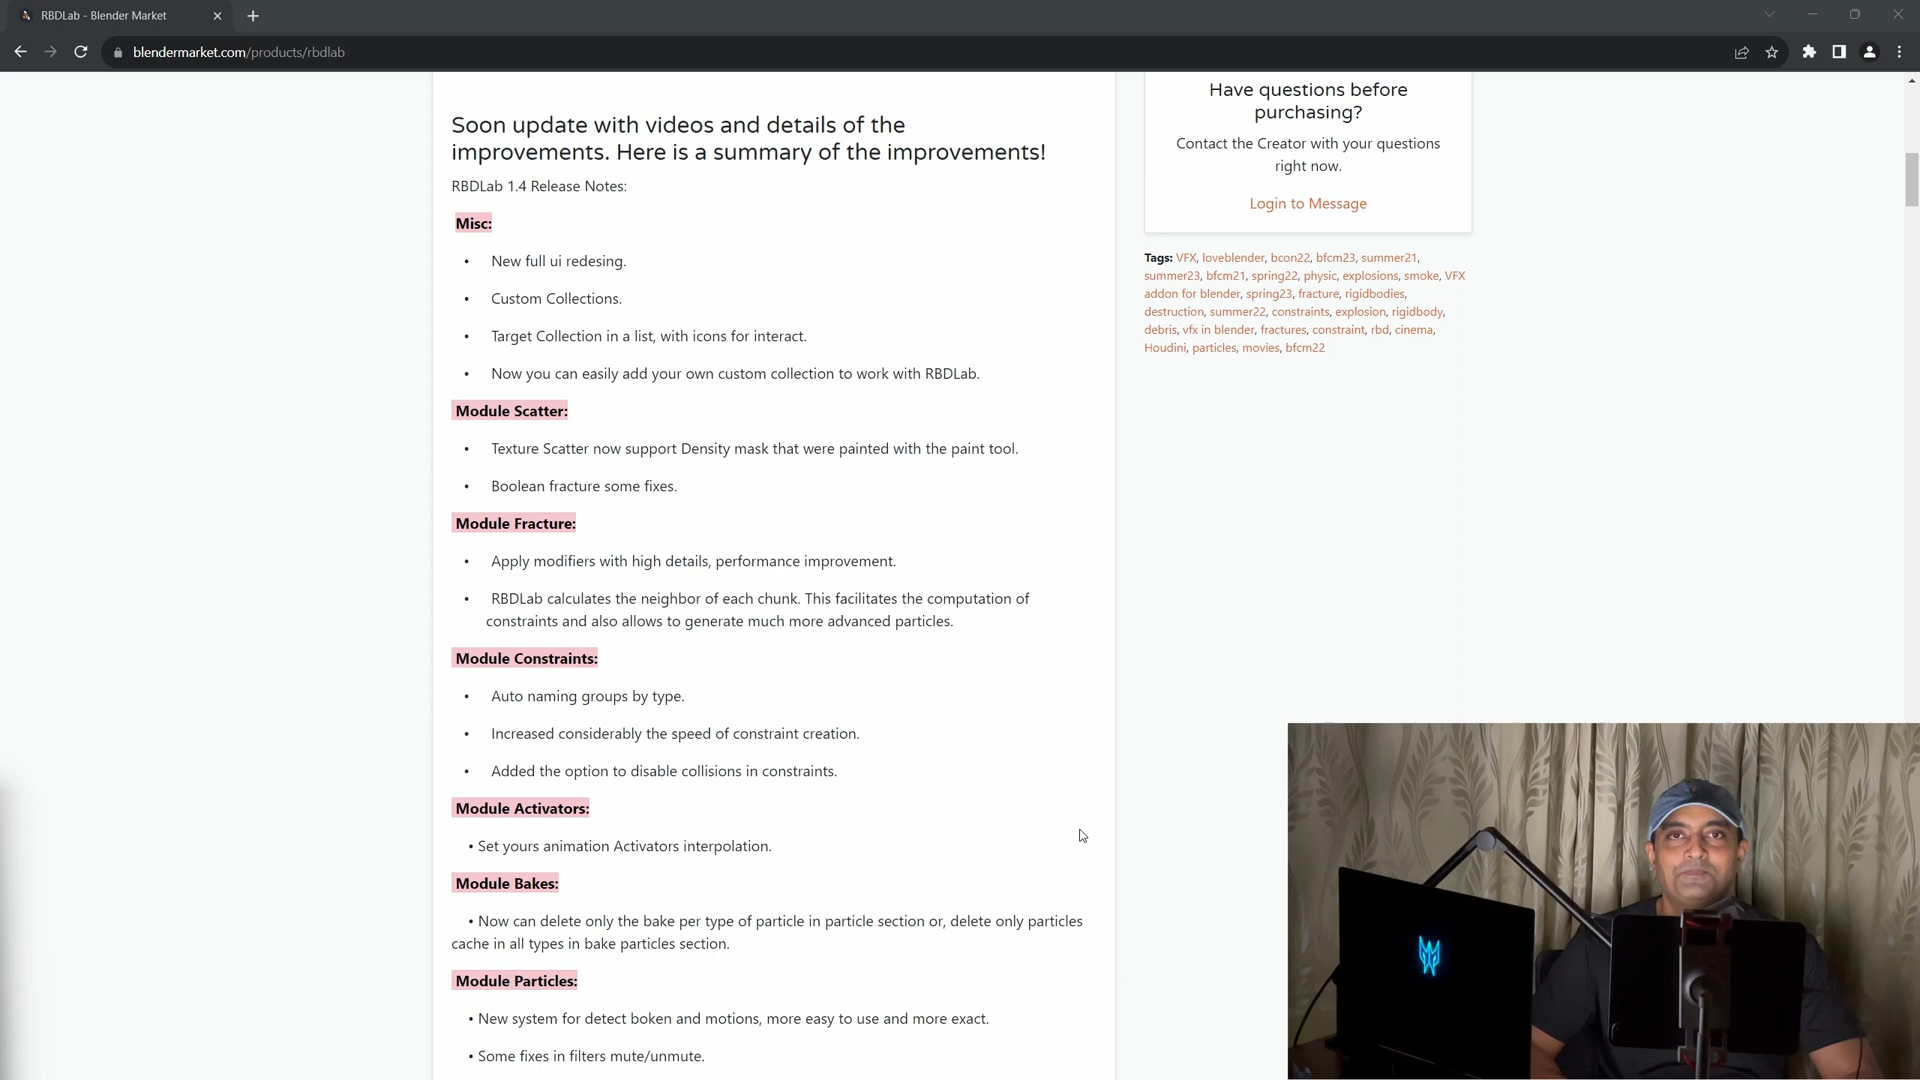 RBDLab - Blender Market
blendermarket.com/products/rbdlab
Soon update with videos and details of the
improvements. Here is a summary of the improvements!
RBDLab 1.4 Release Notes:
Misc:
• New full ui redesing.
• Custom Collections.
• Target Collection in a list, with icons for interact.
• Now you can easily add your own custom collection to work with RBDLab.
Module Scatter:
• Texture Scatter now support Density mask that were painted with the paint tool.
• Boolean fracture some fixes.
Module Fracture:
• Apply modifiers with high details, performance improvement.
• RBDLab calculates the neighbor of each chunk. This facilitates the computation of
constraints and also allows to generate much more advanced particles.
Module Constraints:
• Auto naming groups by type.
• Increased considerably the speed of constraint creation.
• Added the option to disable collisions in constraints.
Module Activators:
• Set yours animation Activators interpolation.
Module Bakes:
• Now can delete only the bake per type of particle in particle section or, delete only particles
cache in all types in bake particles section.
Module Particles:
• New system for detect boken and motions, more easy to use and more exact.
• Some fixes in filters mute/unmute.
Have questions before
purchasing?
Contact the Creator with your questions
right now.
Login to Message
Tags: VFX, loveblender, bcon22, bfcm23, summer21,
summer23, bfcm21, spring22, physic, explosions, smoke, VFX
addon for blender, spring23, fracture, rigidbodies,
destruction, summer22, constraints, explosion, rigidbody,
debris, vfx in blender, fractures, constraint, rbd, cinema,
Houdini, particles, movies, bfcm22